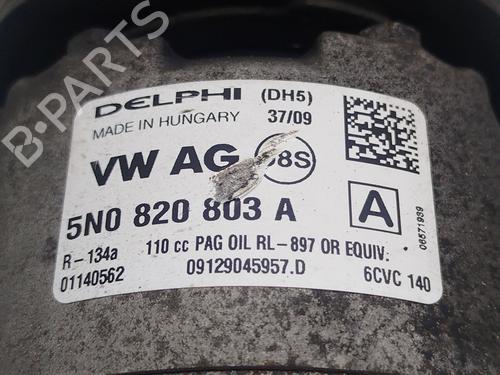 B-PARTS
DELPHI (DH5)
MADE IN HUNGARY 37/09
VW AG
5N0 820 803 A A
R-134a 110 cc PAG OIL RL-897 OR EQUIV.
01140562 09129045957.D 6CVC 140
06571939